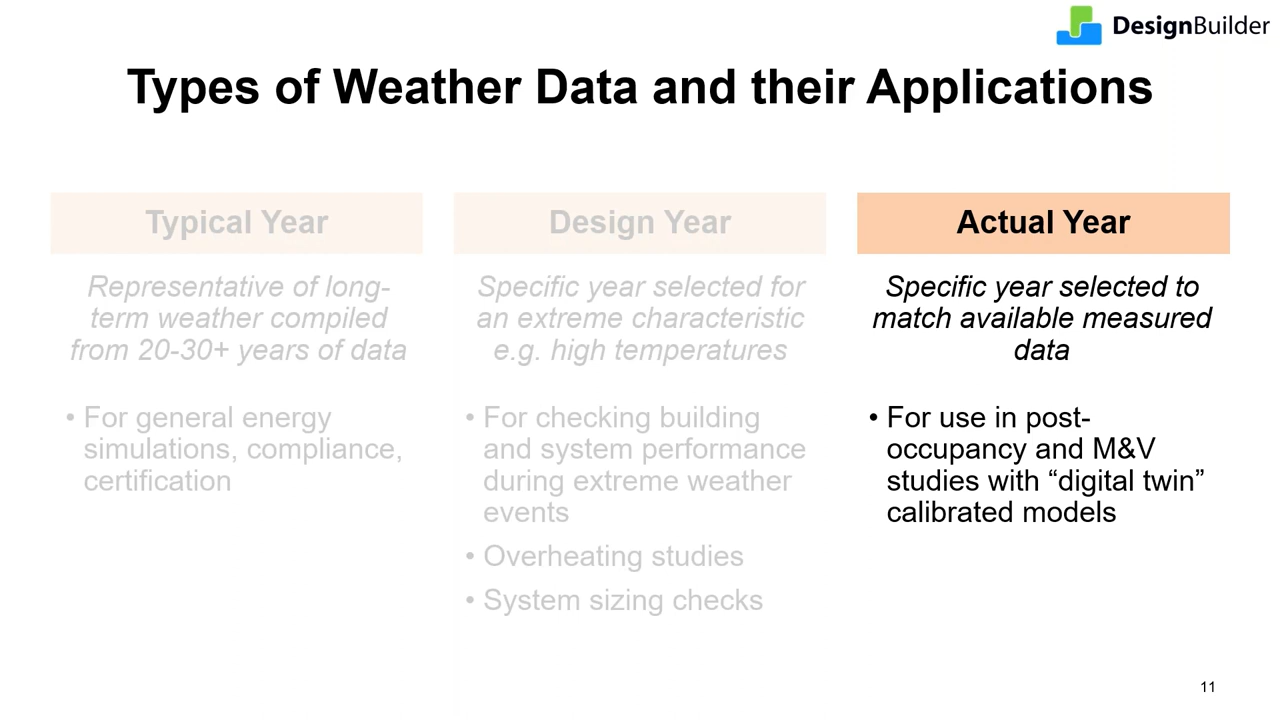 DesignBuilder
Types of Weather Data and their Applications
Typical Year
Representative of long-
term weather compiled
from 20-30+ years of data
• For general energy
simulations, compliance,
certification
Design Year
Specific year selected for
an extreme characteristic
e.g. high temperatures
• For checking building
and system performance
during extreme weather
events
• Overheating studies
• System sizing checks
Actual Year
Specific year selected to
match available measured
data
• For use in post-
occupancy and M&V
studies with “digital twin”
calibrated models
11